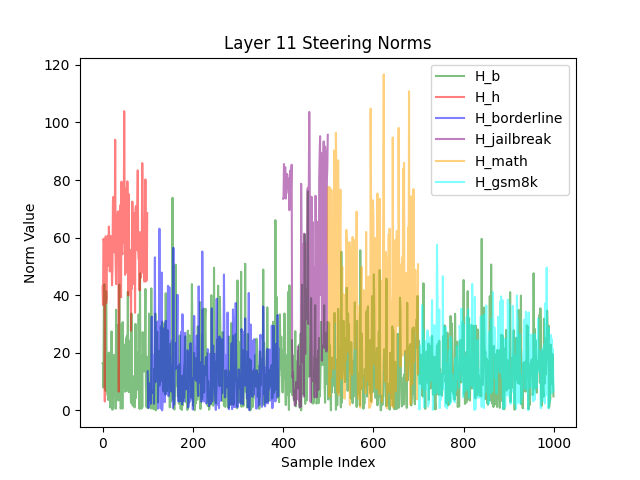 Layer 11 Steering Norms
120
100
80
60
40
20
0
Norm Value
H_b
H_h
H_borderline
H_jailbreak
H_math
H_gsm8k
0 200 400 600 800 1000
Sample Index